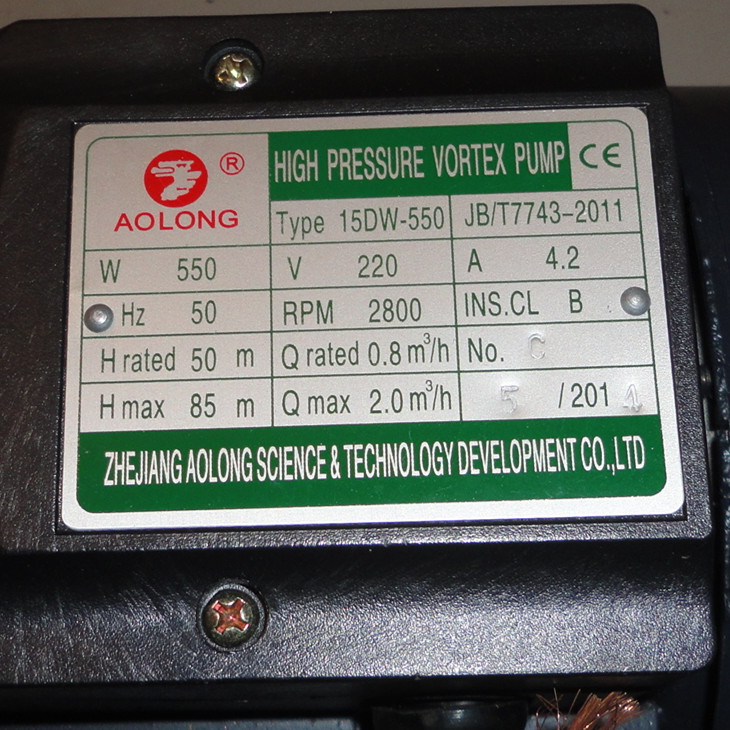 HIGH PRESSURE VORTEX PUMP CE
® AOLONG
Type 15DW-550 JB/T7743-2011
W 550 V 220 A 4.2
Hz 50 RPM 2800 INS.CL B
H rated 50 m Q rated 0.8 m³/h No. C
H max 85 m Q max 2.0 m³/h 5 /201
ZHEJIANG AOLONG SCIENCE & TECHNOLOGY DEVELOPMENT CO.,LTD